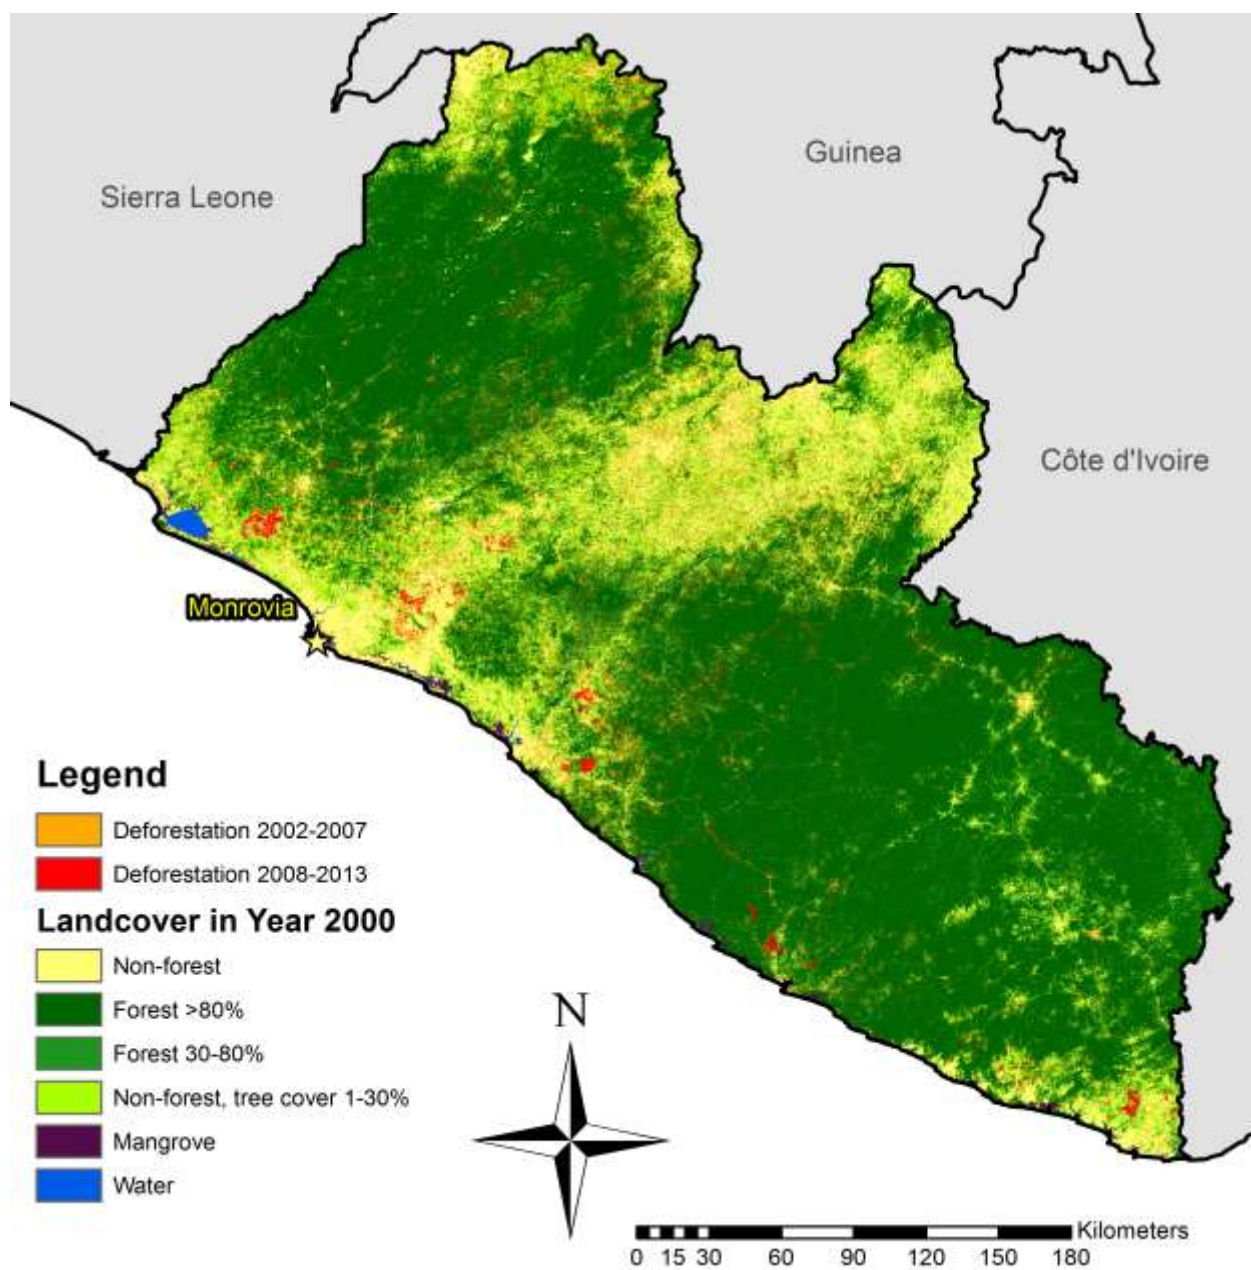 Guinea
Sierra Leone
Côte d'Ivoire
Monrovia
Legend
Deforestation 2002-2007
Deforestation 2008-2013
Landcover in Year 2000
Non-forest
Forest >80%
Forest 30-80%
Non-forest, tree cover 1-30%
Mangrove
Water
N
Kilometers
0 15 30 60 90 120 150 180